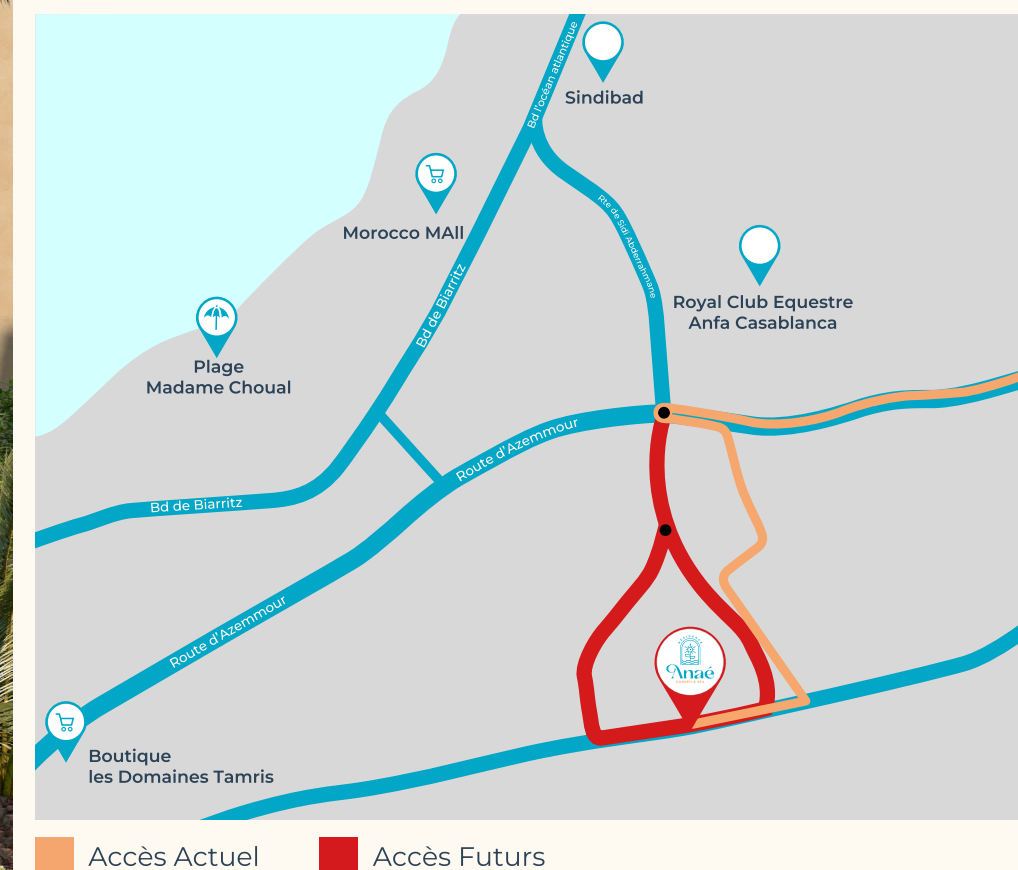 Bd l'océan atlantique
Sindibad
Morocco MAll
Rte de Sidi Abderrahmane
Royal Club Equestre
Anfa Casablanca
Bd de Biarritz
Plage
Madame Choual
Route d'Azemmour
Bd de Biarritz
Route d'Azemmour
Anaé
Boutique
les Domaines Tamris
Accès Actuel
Accès Futurs